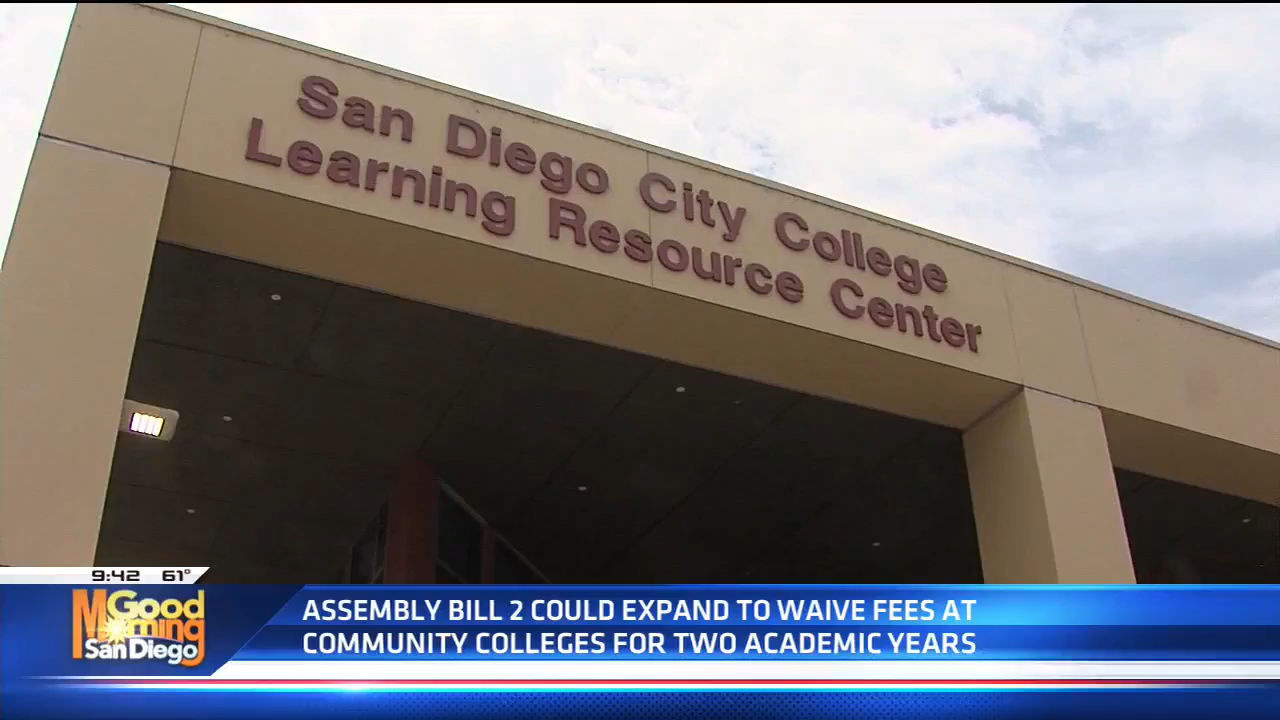 San Diego City College
Learning Resource Center
9:42 61°
Good
Morning
San Diego
ASSEMBLY BILL 2 COULD EXPAND TO WAIVE FEES AT
COMMUNITY COLLEGES FOR TWO ACADEMIC YEARS